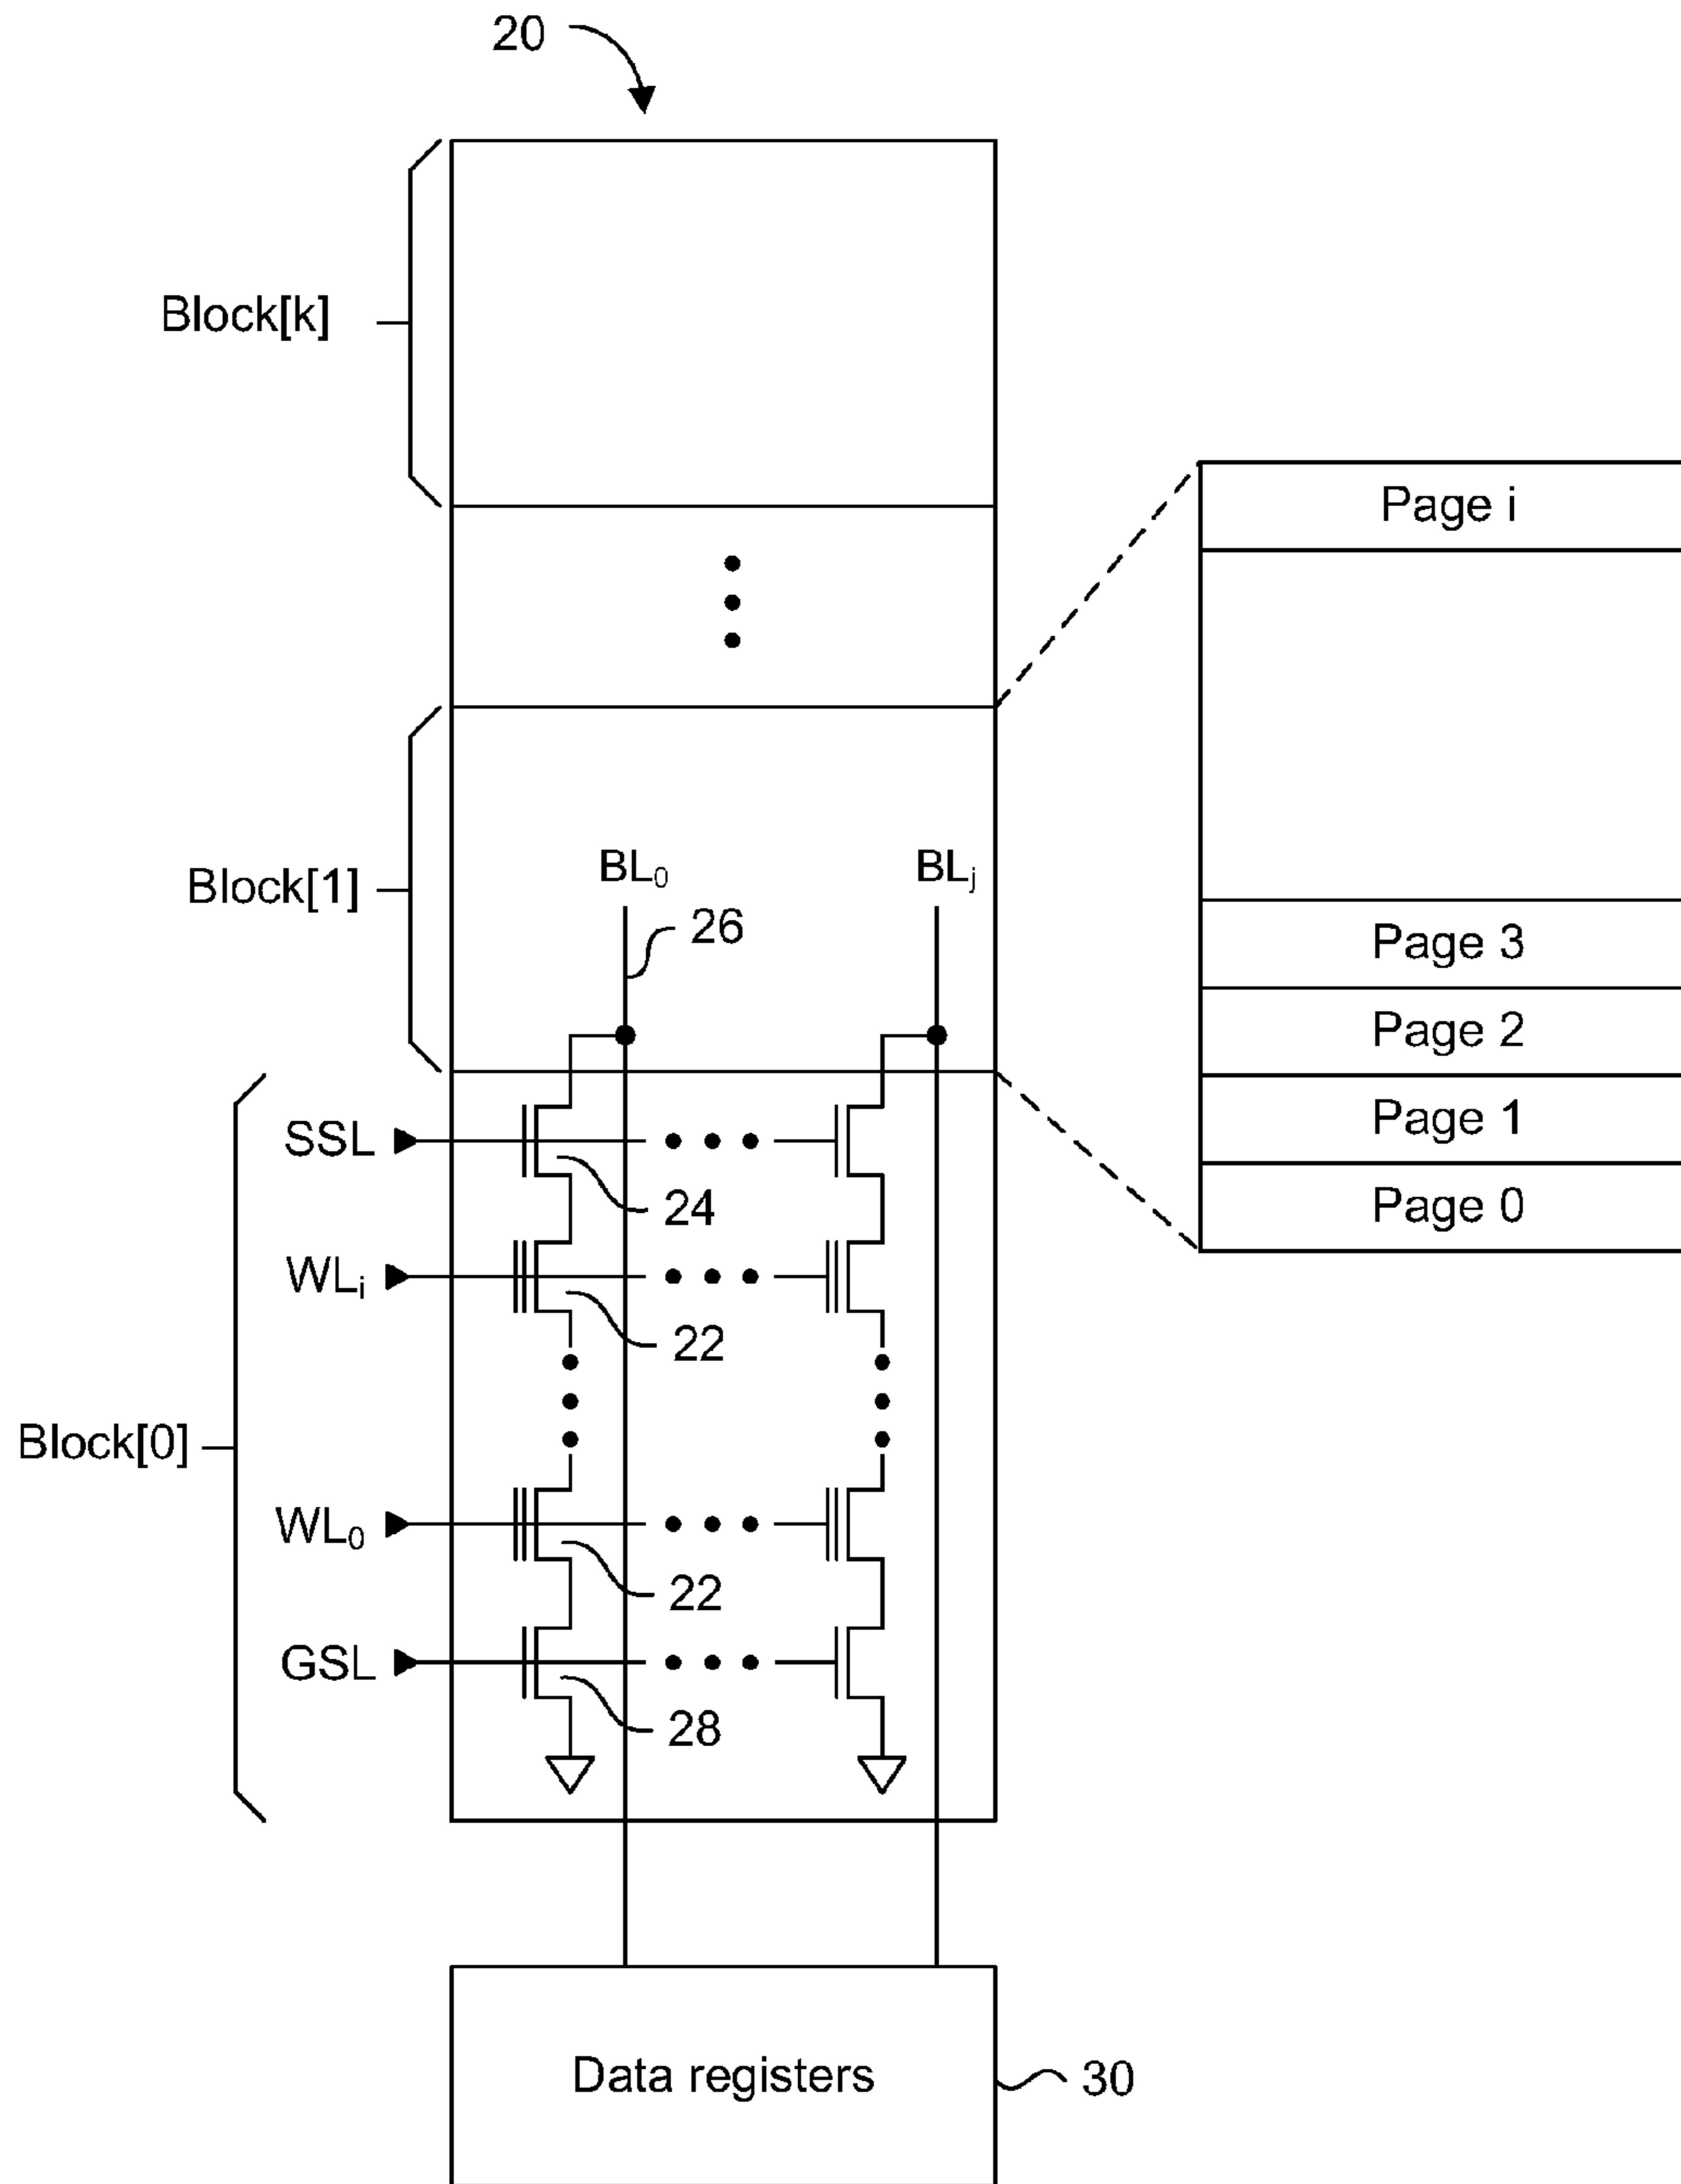 20
Block[k]
Page i
Block[1]
BL₀
BLⱼ
26
Page 3
Page 2
Page 1
Page 0
SSL
24
WLᵢ
22
Block[0]
WL₀
22
GSL
28
Data registers
30